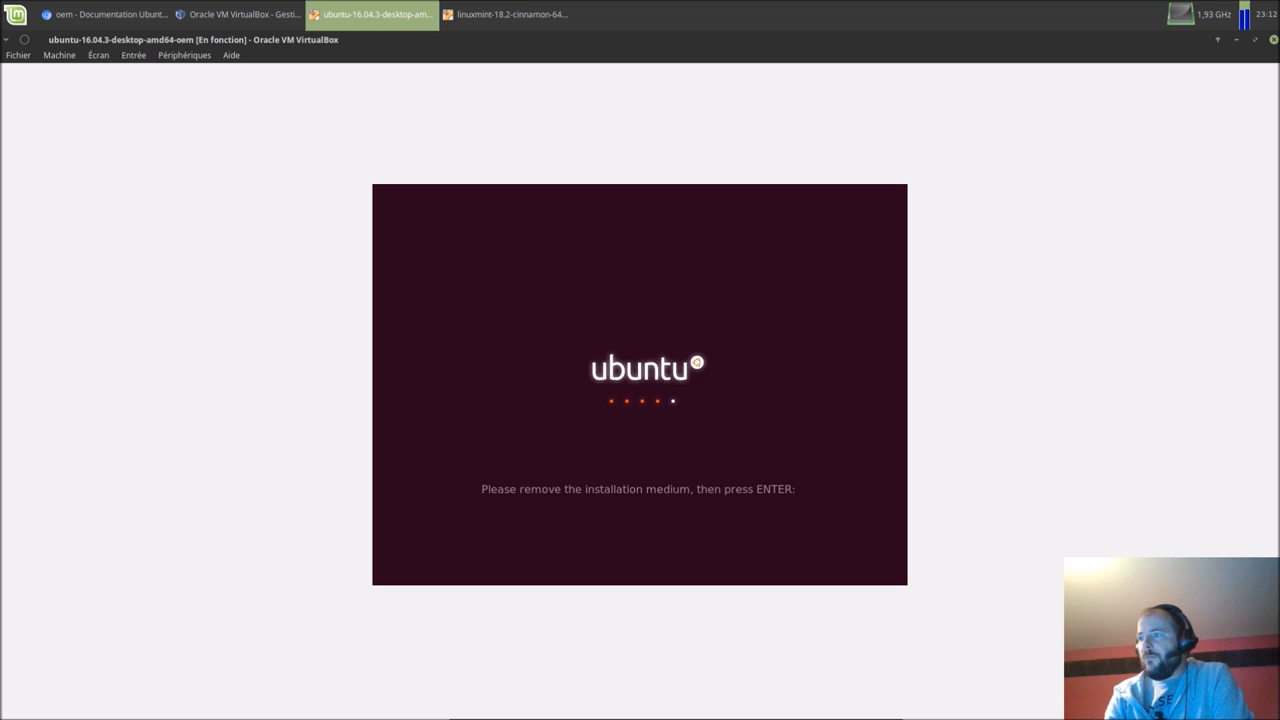 oem - Documentation Ubunt...
Oracle VM VirtualBox - Gesti...
ubuntu-16.04.3-desktop-am...
linuxmint-18.2-cinnamon-64...
1,93 GHz
23:12
ubuntu-16.04.3-desktop-amd64-oem [En fonction] - Oracle VM VirtualBox
Fichier Machine Écran Entrée Périphériques Aide
ubuntu
Please remove the installation medium, then press ENTER: